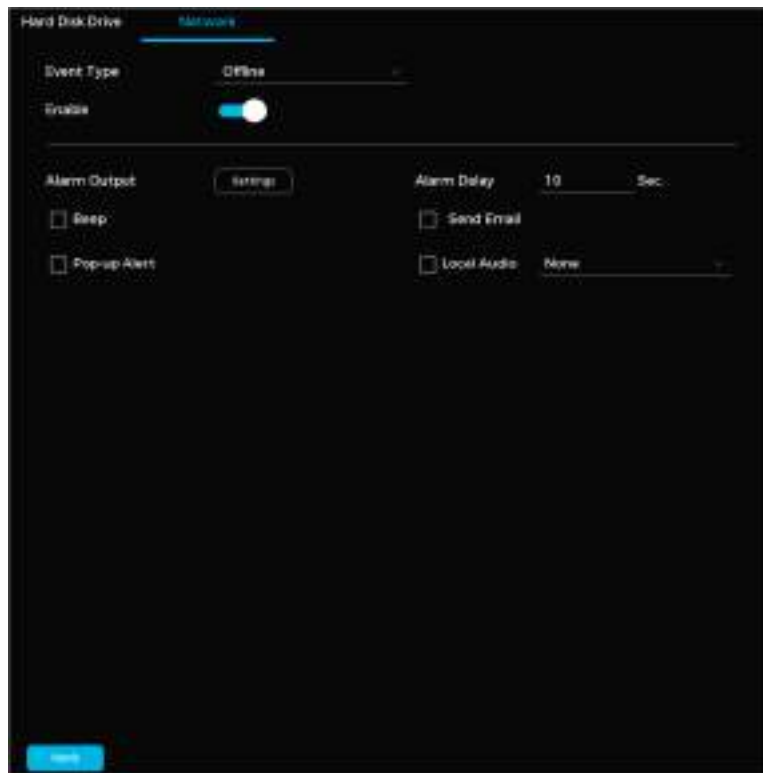 Hard Disk Drive Network
Event Type Offline
Enable
Alarm Output Settings Alarm Delay 10 Sec.
Beep Send Email
Pop-up Alert Local Audio None